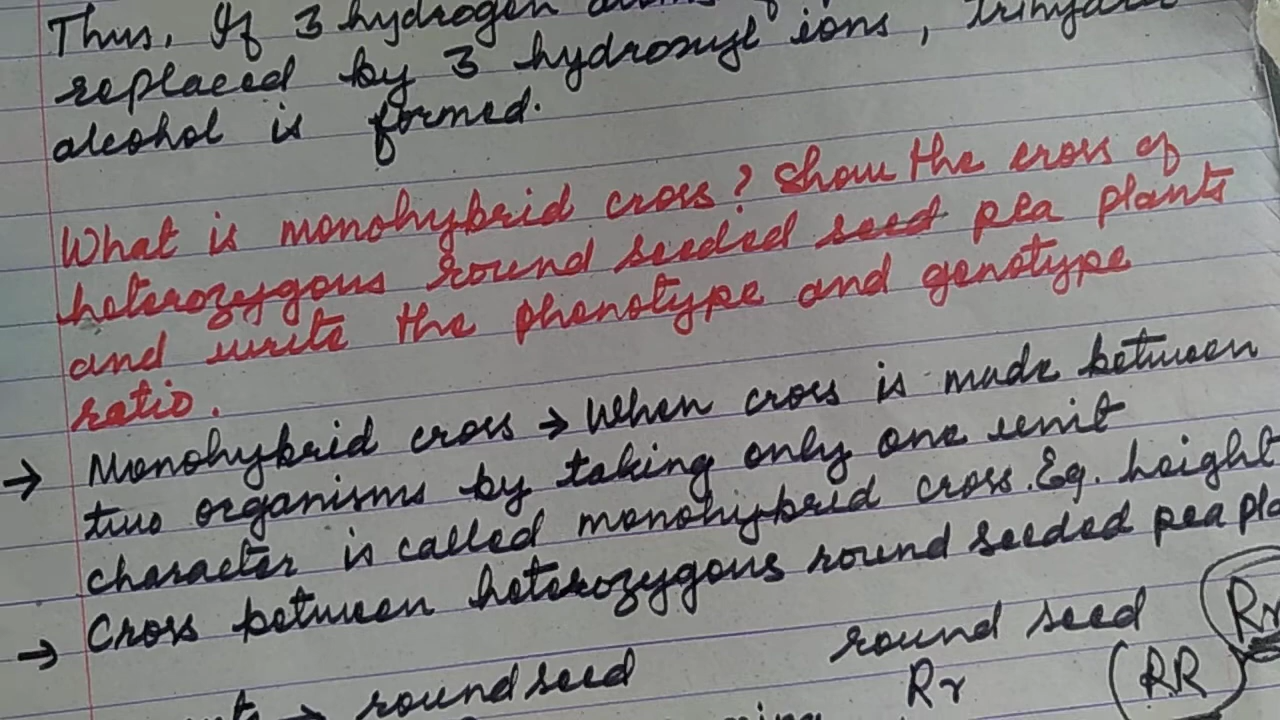 Thus, If 3 hydrogen
replaced by 3 hydroxyl ions,
alcohol is formed.
What is monohybrid cross? Show the cross of
heterozygous round seeded seed pea plants
and write the phenotype and genotype
ratio.
→ Monohybrid cross → When cross is made between
two organisms by taking only one unit
character is called monohybrid cross. Eg. height
→ Cross between heterozygous round seeded pea
round seed Rr
→ round seed Rr (RR)